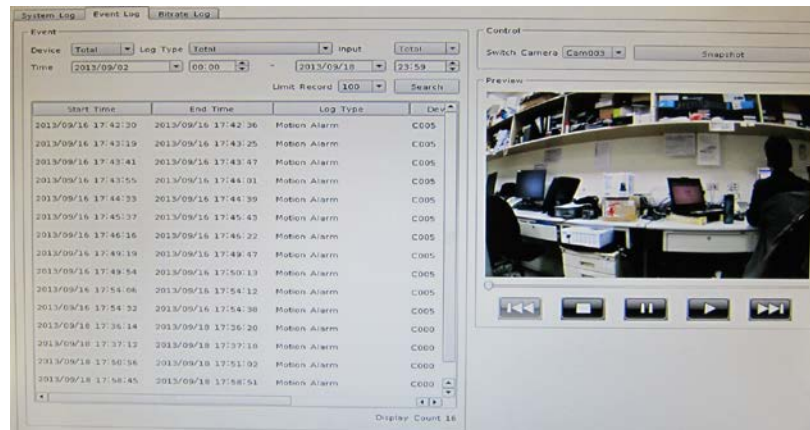 System Log Event Log Bitrate Log
Event
Device Total Log Type Total Input Total
Time 2013/09/02 00:00 ~ 2013/09/18 23:59
Limit Record 100 Search
Start Time End Time Log Type Dev
2013/09/16 17:42:30 2013/09/16 17:42:36 Motion Alarm C005
2013/09/16 17:43:19 2013/09/16 17:43:25 Motion Alarm C005
2013/09/16 17:43:41 2013/09/16 17:43:47 Motion Alarm C005
2013/09/16 17:43:55 2013/09/16 17:44:01 Motion Alarm C005
2013/09/16 17:44:33 2013/09/16 17:44:39 Motion Alarm C005
2013/09/16 17:45:37 2013/09/16 17:45:43 Motion Alarm C005
2013/09/16 17:46:16 2013/09/16 17:46:22 Motion Alarm C005
2013/09/16 17:49:19 2013/09/16 17:49:47 Motion Alarm C005
2013/09/16 17:49:54 2013/09/16 17:50:13 Motion Alarm C005
2013/09/16 17:54:06 2013/09/16 17:54:12 Motion Alarm C005
2013/09/16 17:54:32 2013/09/16 17:54:38 Motion Alarm C005
2013/09/18 17:36:14 2013/09/18 17:36:20 Motion Alarm C000
2013/09/18 17:37:12 2013/09/18 17:37:18 Motion Alarm C000
2013/09/18 17:50:56 2013/09/18 17:51:02 Motion Alarm C000
2013/09/18 17:58:45 2013/09/18 17:58:51 Motion Alarm C000
Display Count 16
Control
Switch Camera Cam003 Snapshot
Preview